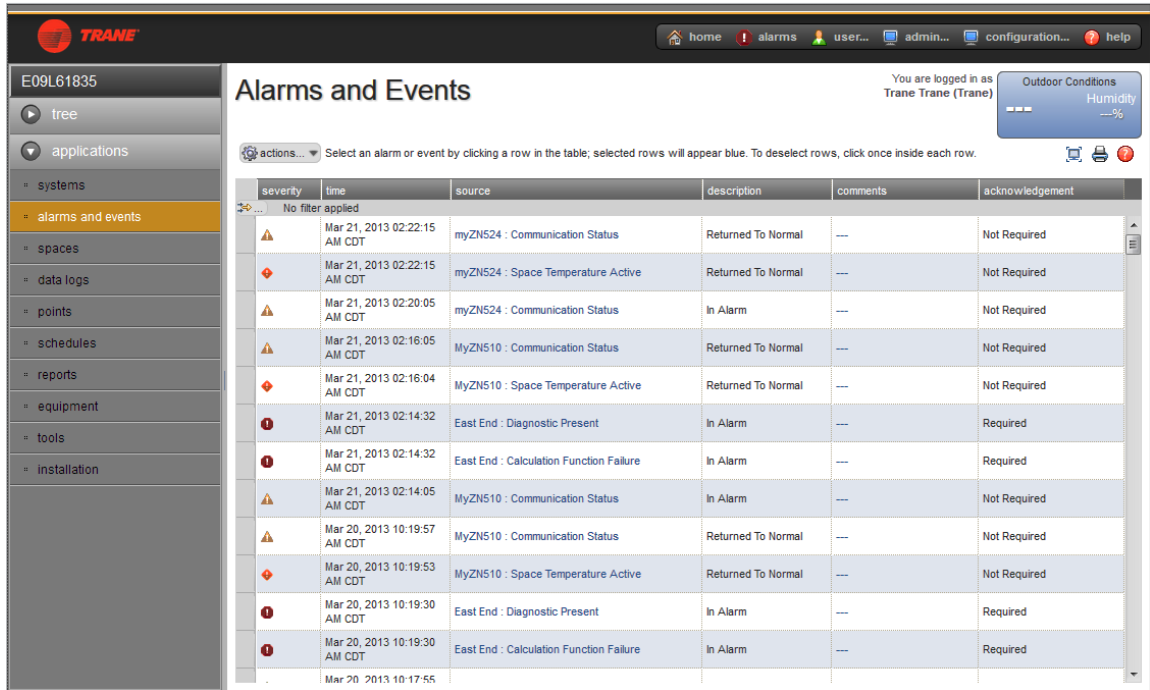 TRANE
home alarms user... admin... configuration... help
E09L61835
tree
applications
systems
alarms and events
spaces
data logs
points
schedules
reports
equipment
tools
installation
Alarms and Events
You are logged in as
Trane Trane (Trane)
Outdoor Conditions
Humidity
--- ---%
actions... Select an alarm or event by clicking a row in the table; selected rows will appear blue. To deselect rows, click once inside each row.
severity time source description comments acknowledgement
... No filter applied
Mar 21, 2013 02:22:15
AM CDT
myZN524 : Communication Status Returned To Normal --- Not Required
Mar 21, 2013 02:22:15
AM CDT
myZN524 : Space Temperature Active Returned To Normal --- Not Required
Mar 21, 2013 02:20:05
AM CDT
myZN524 : Communication Status In Alarm --- Not Required
Mar 21, 2013 02:16:05
AM CDT
MyZN510 : Communication Status Returned To Normal --- Not Required
Mar 21, 2013 02:16:04
AM CDT
MyZN510 : Space Temperature Active Returned To Normal --- Not Required
Mar 21, 2013 02:14:32
AM CDT
East End : Diagnostic Present In Alarm --- Required
Mar 21, 2013 02:14:32
AM CDT
East End : Calculation Function Failure In Alarm --- Required
Mar 21, 2013 02:14:05
AM CDT
MyZN510 : Communication Status In Alarm --- Not Required
Mar 20, 2013 10:19:57
AM CDT
MyZN510 : Communication Status Returned To Normal --- Not Required
Mar 20, 2013 10:19:53
AM CDT
MyZN510 : Space Temperature Active Returned To Normal --- Not Required
Mar 20, 2013 10:19:30
AM CDT
East End : Diagnostic Present In Alarm --- Required
Mar 20, 2013 10:19:30
AM CDT
East End : Calculation Function Failure In Alarm --- Required
Mar 20, 2013 10:17:55